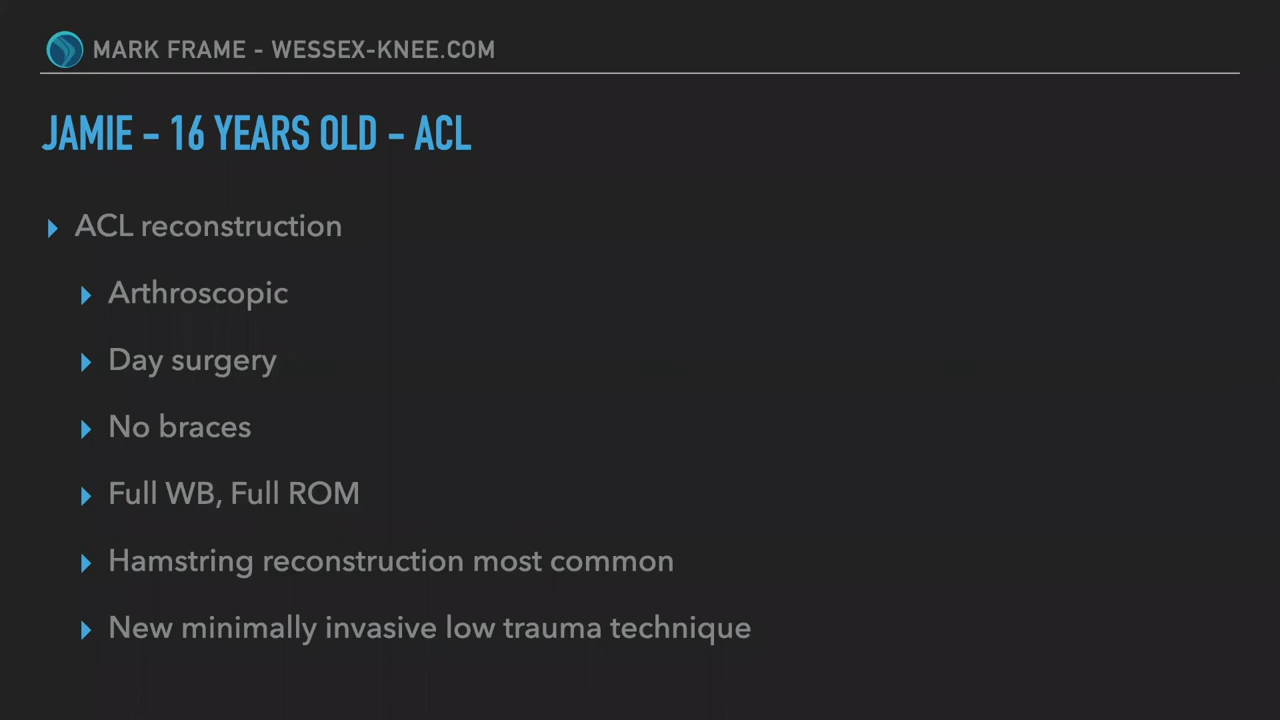 MARK FRAME - WESSEX-KNEE.COM
JAMIE – 16 YEARS OLD – ACL
ACL reconstruction
Arthroscopic
Day surgery
No braces
Full WB, Full ROM
Hamstring reconstruction most common
New minimally invasive low trauma technique